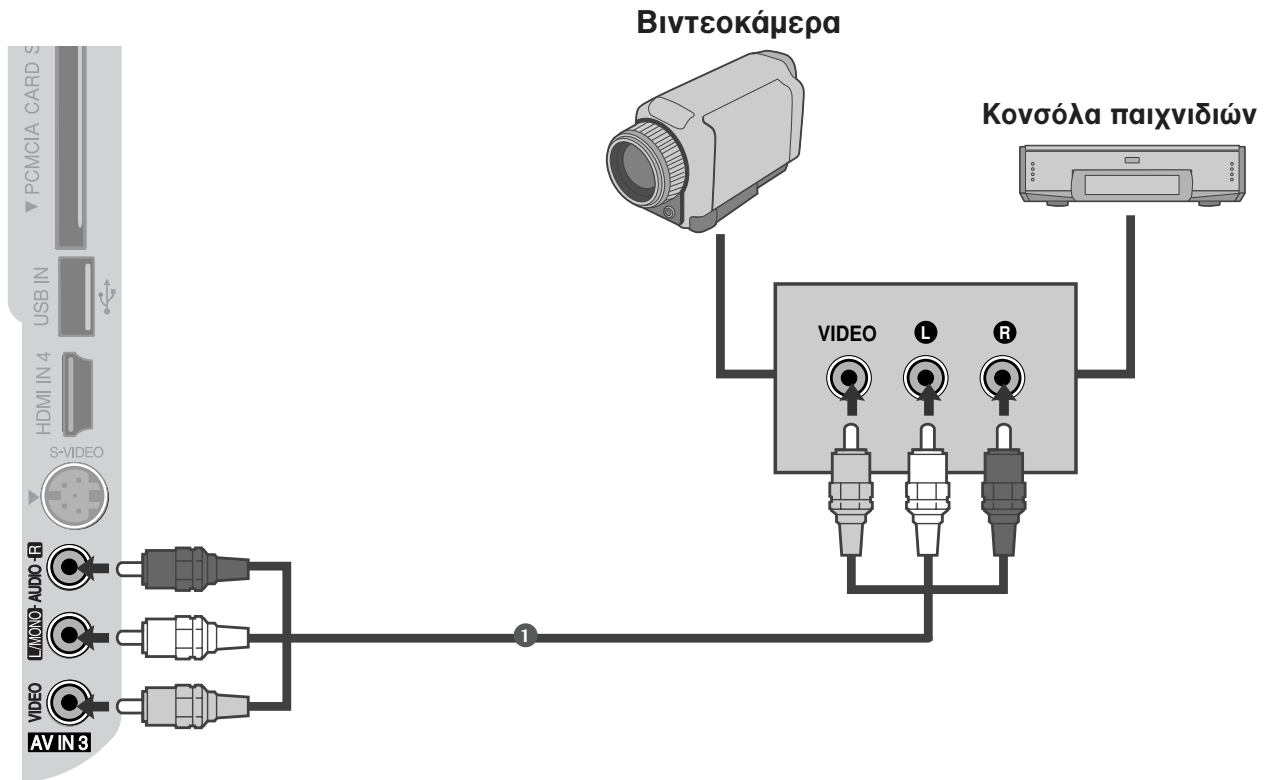 Βιντεοκάμερα
Κονσόλα παιχνιδιών
▼ PCMCIA CARD S
USB IN
HDMI IN 4
S-VIDEO
L/MONO - AUDIO - R
VIDEO
AV IN 3
VIDEO L R
1